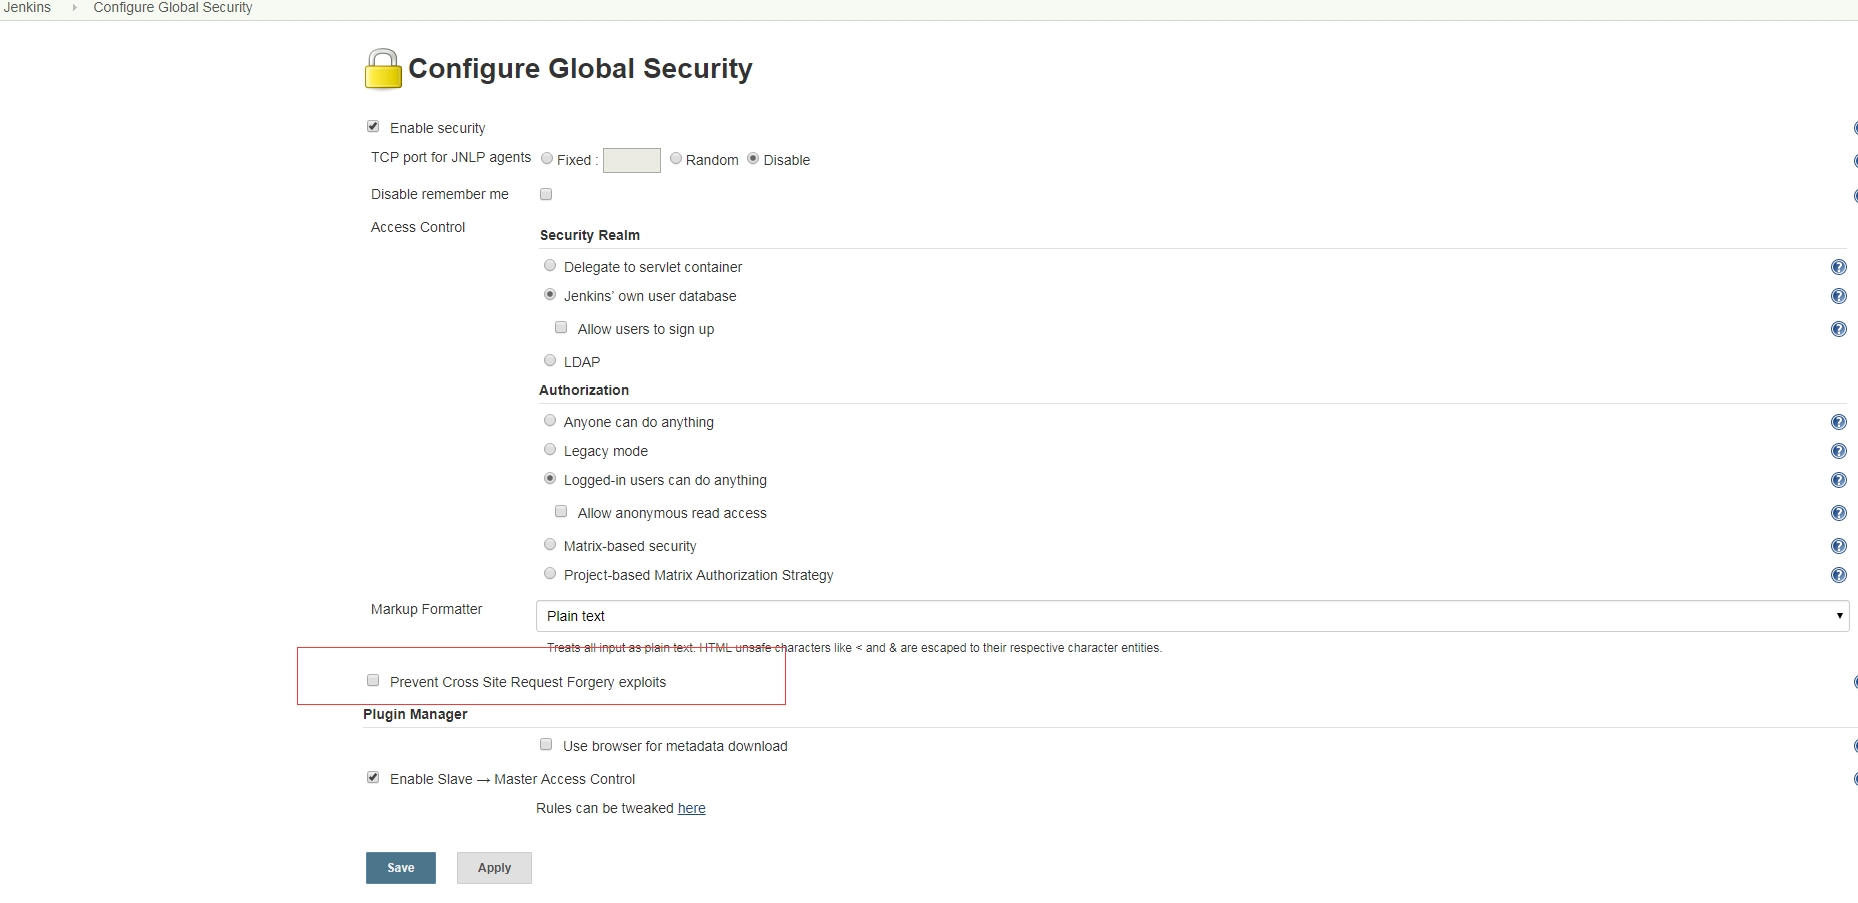 Jenkins Configure Global Security
Configure Global Security
Enable security
TCP port for JNLP agents Fixed : Random Disable
Disable remember me
Access Control
Security Realm
Delegate to servlet container
Jenkins’ own user database
Allow users to sign up
LDAP
Authorization
Anyone can do anything
Legacy mode
Logged-in users can do anything
Allow anonymous read access
Matrix-based security
Project-based Matrix Authorization Strategy
Markup Formatter Plain text
Treats all input as plain text. HTML unsafe characters like < and & are escaped to their respective character entities.
Prevent Cross Site Request Forgery exploits
Plugin Manager
Use browser for metadata download
Enable Slave → Master Access Control
Rules can be tweaked here
Save Apply